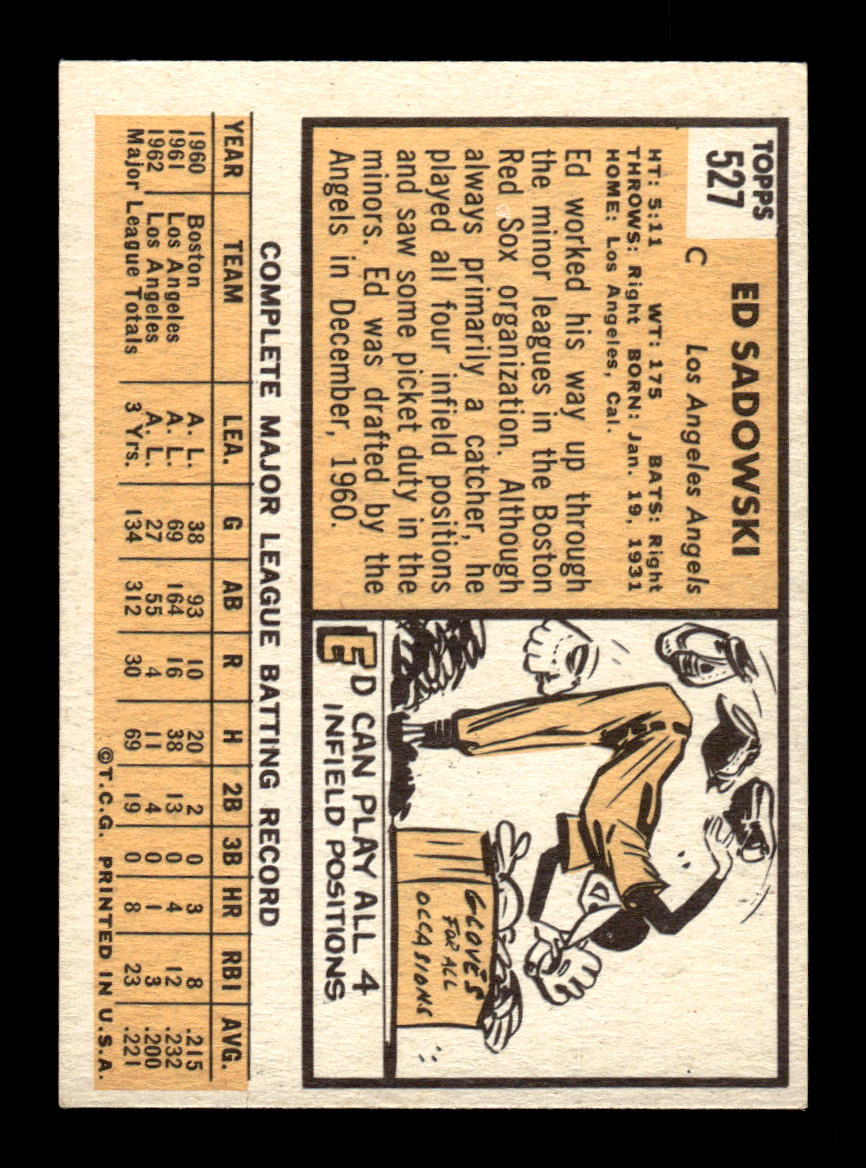 TOPPS
527
ED SADOWSKI
C Los Angeles Angels
HT: 5:11 WT: 175 BATS: Right
THROWS: Right BORN: Jan. 19, 1931
HOME: Los Angeles, Cal.
Ed worked his way up through
the minor leagues in the Boston
Red Sox organization. Although
always primarily a catcher, he
played all four infield positions
and saw some picket duty in the
minors. Ed was drafted by the
Angels in December, 1960.
GLOVES
FOR ALL
OCCASIONS
ED CAN PLAY ALL 4
INFIELD POSITIONS
COMPLETE MAJOR LEAGUE BATTING RECORD
YEAR TEAM LEA. G AB R H 2B 3B HR RBI AVG.
1960 Boston A. L. 38 93 10 20 2 0 3 8 .215
1961 Los Angeles A. L. 69 164 16 38 13 0 4 12 .232
1962 Los Angeles A. L. 27 55 4 11 4 0 1 3 .200
Major League Totals 3 Yrs. 134 312 30 69 19 0 8 23 .221
©T.C.G. PRINTED IN U.S.A.